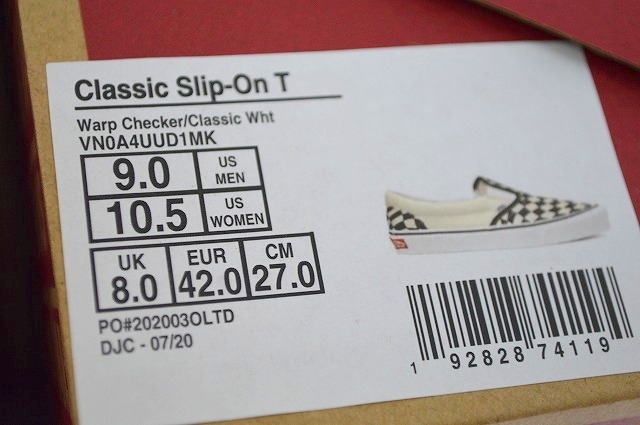 Classic Slip-On T
Warp Checker/Classic Wht
VN0A4UUD1MK
9.0 US MEN
10.5 US WOMEN
UK EUR CM
8.0 42.0 27.0
PO#202003OLTD
DJC - 07/20
1 92828 74119